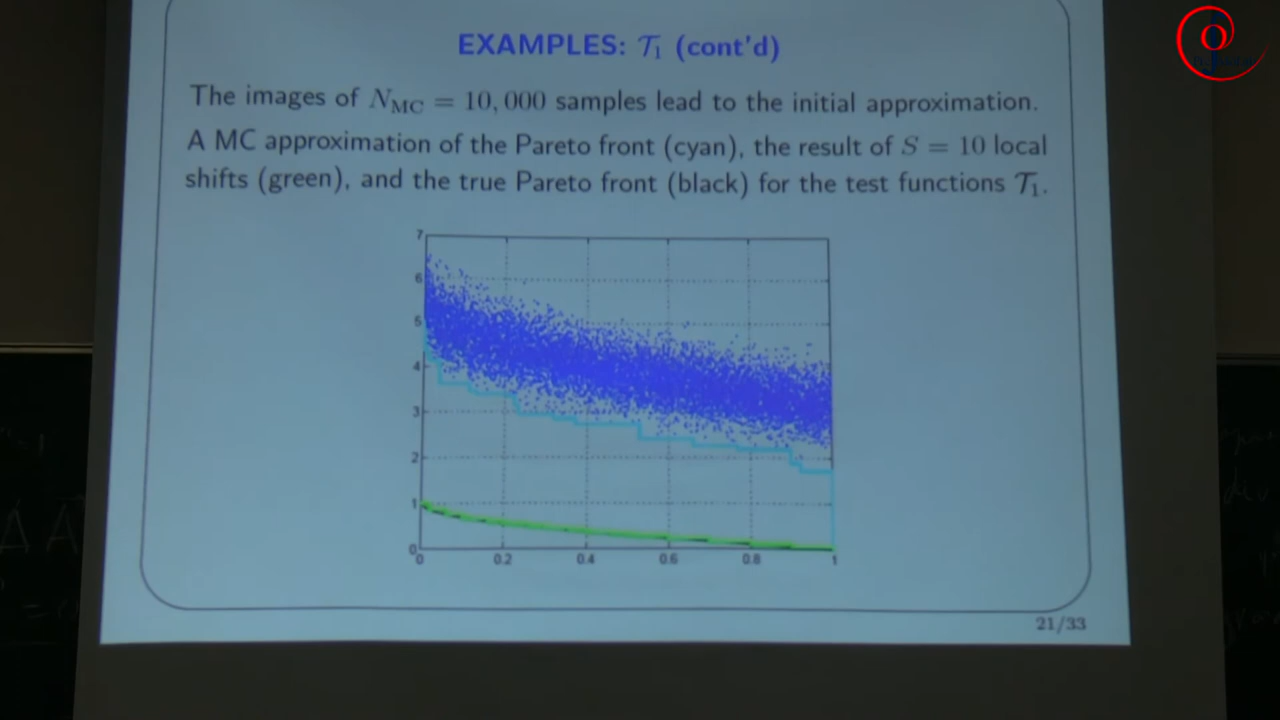 EXAMPLES: 𝒯₁ (cont'd)
The images of N_MC = 10,000 samples lead to the initial approximation.
A MC approximation of the Pareto front (cyan), the result of S = 10 local
shifts (green), and the true Pareto front (black) for the test functions 𝒯₁.
7
6
5
4
3
2
1
0
0 0.2 0.4 0.6 0.8 1
21/33